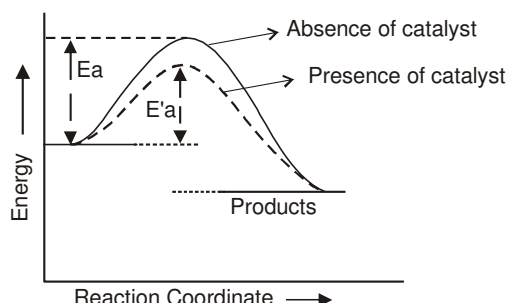 Absence of catalyst
Ea
Presence of catalyst
E'a
Energy
Products
Reaction Coordinate